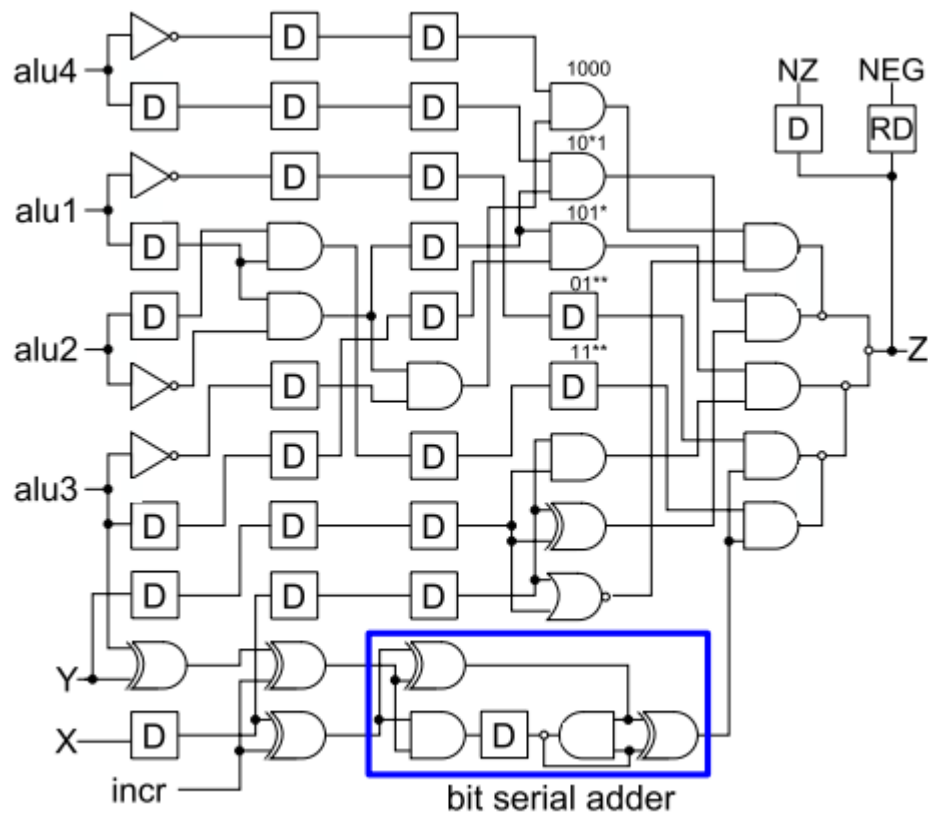 D D
alu4
1000
NZ NEG
D D D
D RD
10*1
D D
alu1
101*
D D
01**
D D D
alu2
11**
Z
D D
D D
alu3
D D D
D D D
Y
X D D
incr
bit serial adder